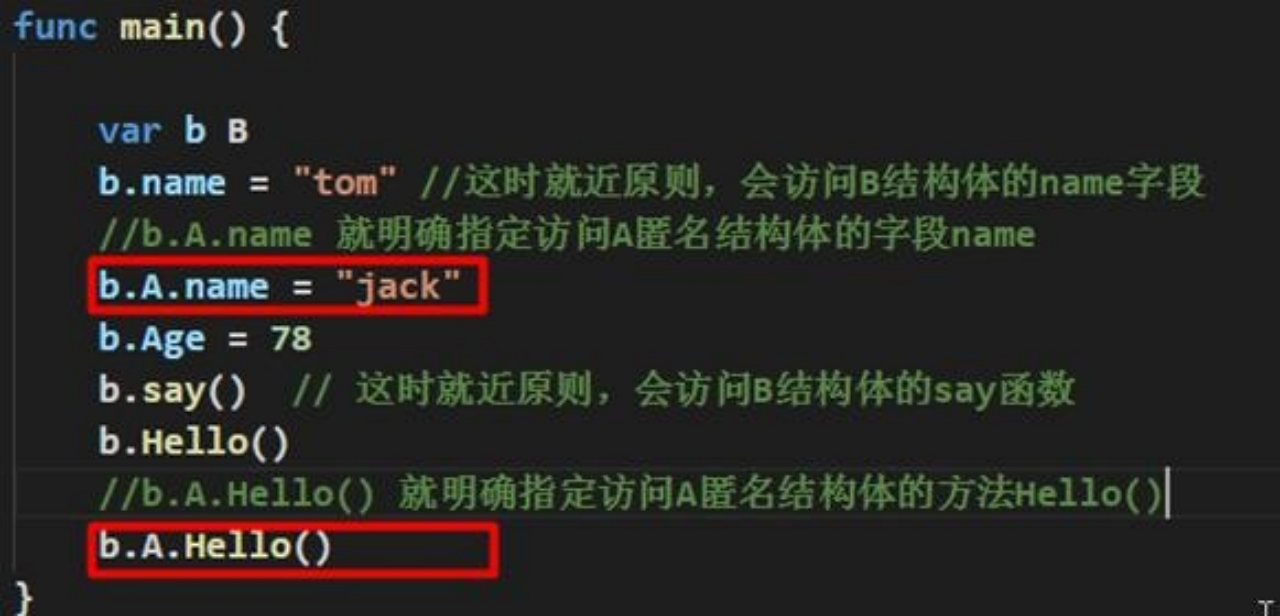 func main() {
var b B
b.name = "tom" //这时就近原则，会访问B结构体的name字段
//b.A.name 就明确指定访问A匿名结构体的字段name
b.A.name = "jack"
b.Age = 78
b.say()  // 这时就近原则，会访问B结构体的say函数
b.Hello()
//b.A.Hello() 就明确指定访问A匿名结构体的方法Hello()
b.A.Hello()
}